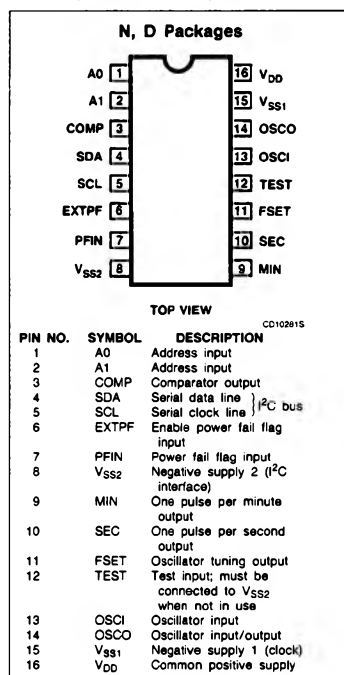 N, D Packages
A0 1 16 VDD
A1 2 15 VSS1
COMP 3 14 OSCO
SDA 4 13 OSCI
SCL 5 12 TEST
EXTPF 6 11 FSET
PFIN 7 10 SEC
VSS2 8 9 MIN
TOP VIEW
CD10281S
PIN NO. SYMBOL DESCRIPTION
1 A0 Address input
2 A1 Address input
3 COMP Comparator output
4 SDA Serial data line
5 SCL Serial clock line } I²C bus
6 EXTPF Enable power fail flag
input
7 PFIN Power fail flag input
8 VSS2 Negative supply 2 (I²C
interface)
9 MIN One pulse per minute
output
10 SEC One pulse per second
output
11 FSET Oscillator tuning output
12 TEST Test input; must be
connected to VSS2
when not in use
13 OSCI Oscillator input
14 OSCO Oscillator input/output
15 VSS1 Negative supply 1 (clock)
16 VDD Common positive supply